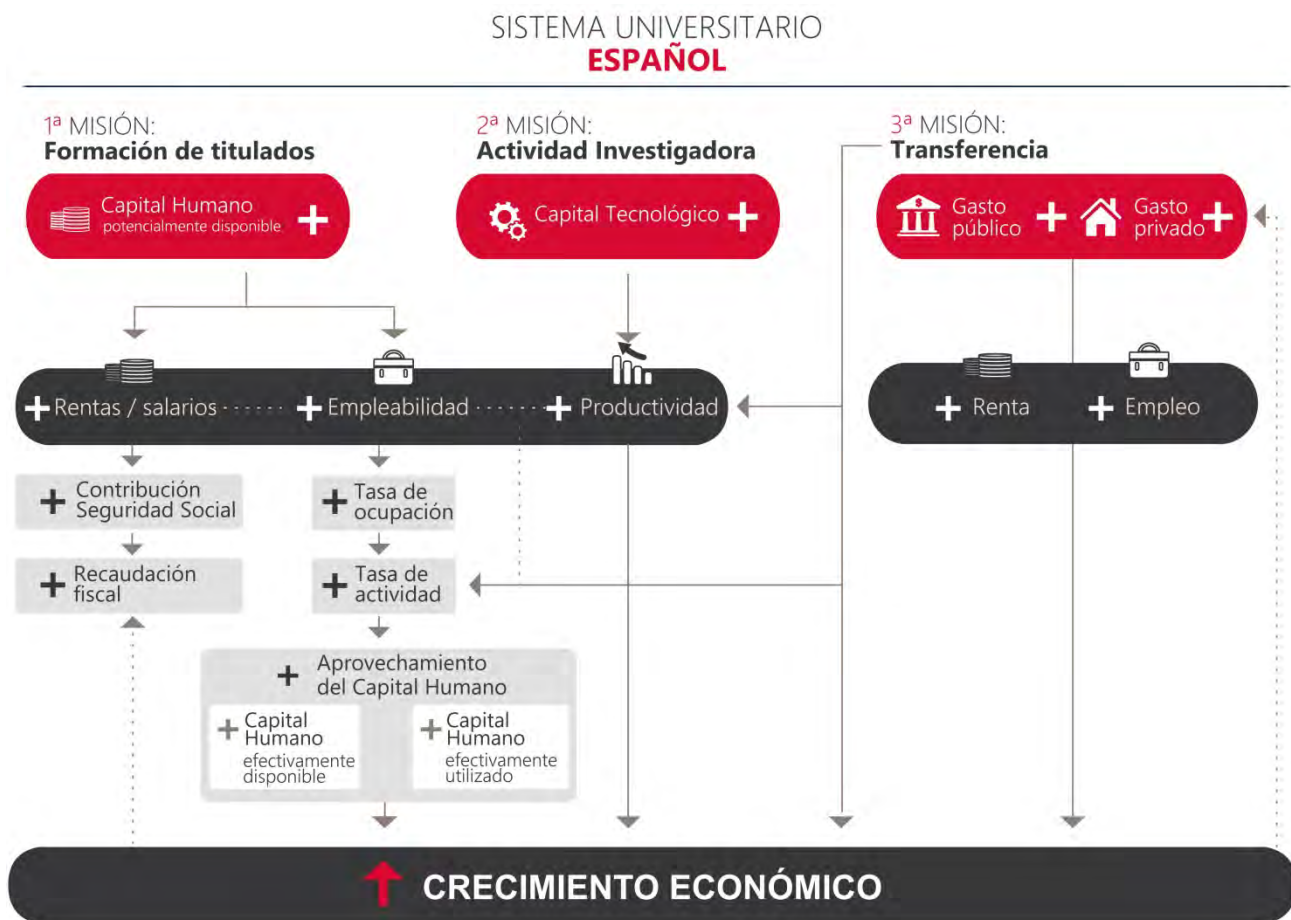 SISTEMA UNIVERSITARIO
ESPAÑOL
1ª MISIÓN:
Formación de titulados
2ª MISIÓN:
Actividad Investigadora
3ª MISIÓN:
Transferencia
Capital Humano
potencialmente disponible +
+ Capital Tecnológico
Gasto
público +
Gasto
privado +
+ Rentas / salarios
+ Empleabilidad
+ Productividad
+ Renta
+ Empleo
+ Contribución
Seguridad Social
+ Tasa de
ocupación
+ Recaudación
fiscal
+ Tasa de
actividad
+ Aprovechamiento
del Capital Humano
+ Capital
Humano
efectivamente
disponible
+ Capital
Humano
efectivamente
utilizado
CRECIMIENTO ECONÓMICO